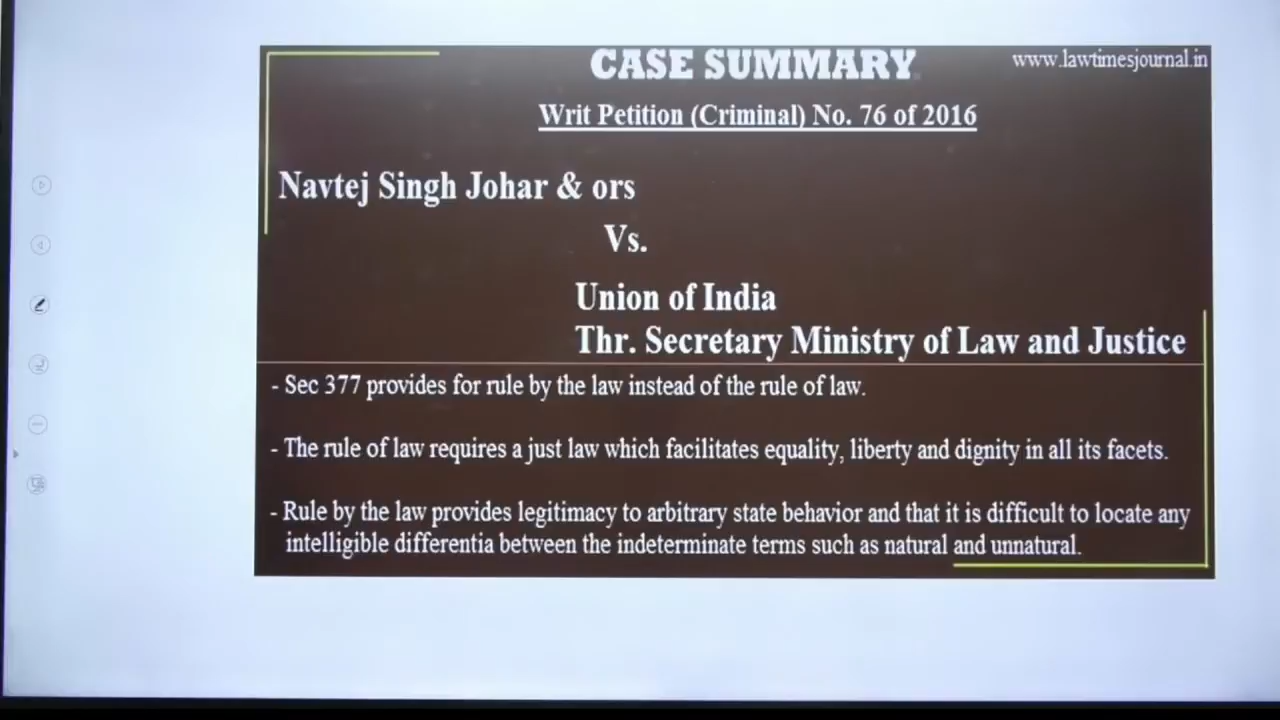 CASE SUMMARY
www.lawtimesjournal.in
Writ Petition (Criminal) No. 76 of 2016
Navtej Singh Johar & ors
Vs.
Union of India
Thr. Secretary Ministry of Law and Justice
- Sec 377 provides for rule by the law instead of the rule of law.
- The rule of law requires a just law which facilitates equality, liberty and dignity in all its facets.
- Rule by the law provides legitimacy to arbitrary state behavior and that it is difficult to locate any
intelligible differentia between the indeterminate terms such as natural and unnatural.